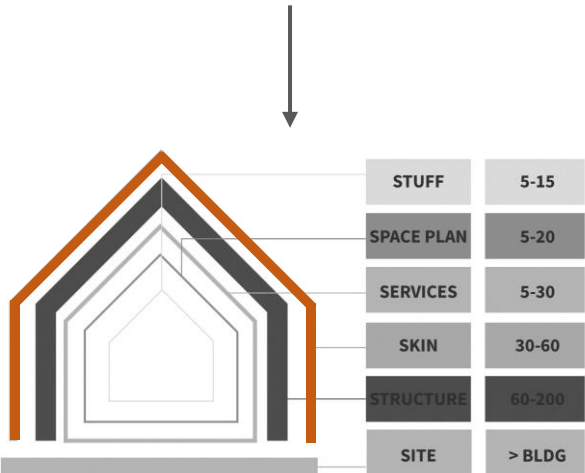 STUFF 5-15
SPACE PLAN 5-20
SERVICES 5-30
SKIN 30-60
STRUCTURE 60-200
SITE > BLDG